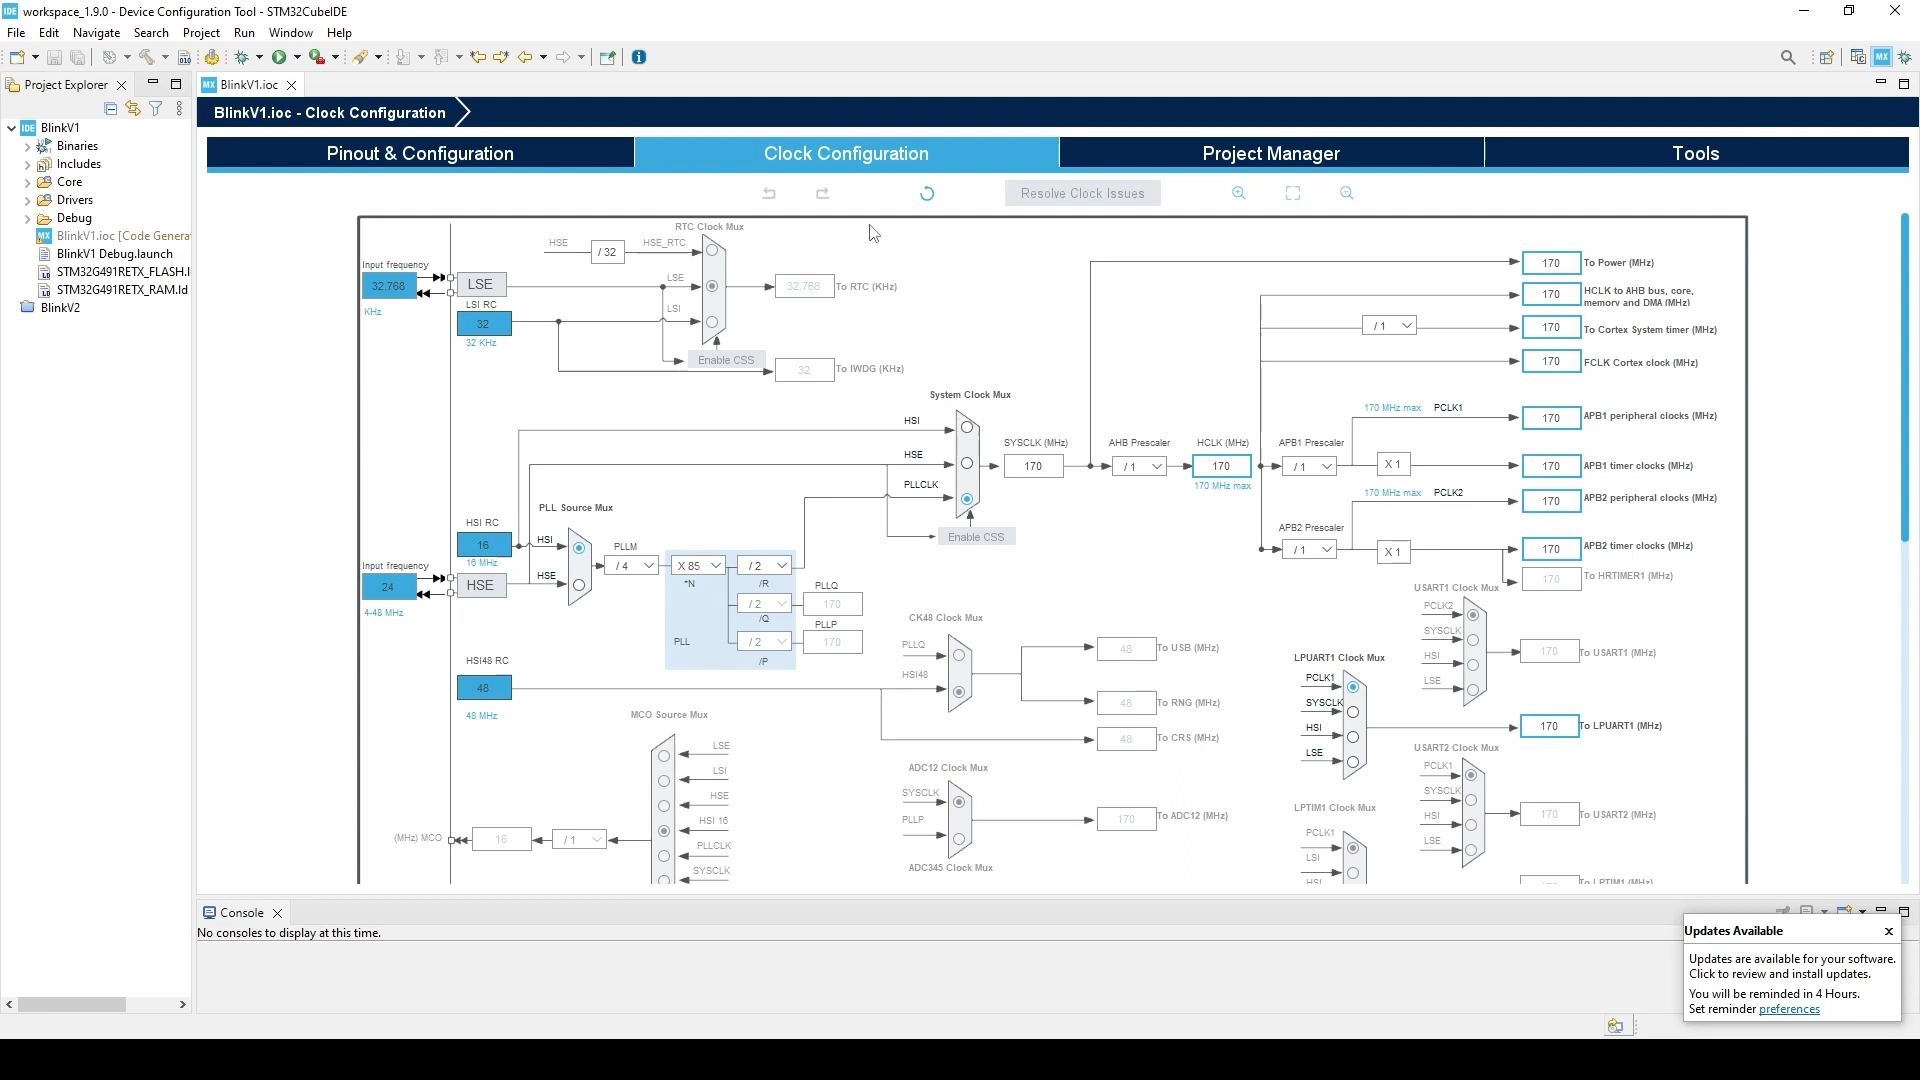 workspace_1.9.0 - Device Configuration Tool - STM32CubeIDE
File Edit Navigate Search Project Run Window Help
Project Explorer
BlinkV1
Binaries
Includes
Core
Drivers
Debug
BlinkV1.ioc [Code Genera
BlinkV1 Debug.launch
STM32G491RETX_FLASH.l
STM32G491RETX_RAM.ld
BlinkV2
BlinkV1.ioc
BlinkV1.ioc - Clock Configuration
Pinout & Configuration
Clock Configuration
Project Manager
Tools
Resolve Clock Issues
RTC Clock Mux
HSE
/ 32
HSE_RTC
Input frequency
32.768
KHz
LSE
LSE
32.768
To RTC (KHz)
LSI RC
32
32 KHz
LSI
Enable CSS
32
To IWDG (KHz)
170
To Power (MHz)
170
HCLK to AHB bus, core,
memory and DMA (MHz)
/ 1
170
To Cortex System timer (MHz)
170
FCLK Cortex clock (MHz)
System Clock Mux
HSI
HSE
PLLCLK
Enable CSS
SYSCLK (MHz)
170
AHB Prescaler
/ 1
HCLK (MHz)
170
170 MHz max
APB1 Prescaler
/ 1
170 MHz max
PCLK1
170
APB1 peripheral clocks (MHz)
X 1
170
APB1 timer clocks (MHz)
170 MHz max
PCLK2
170
APB2 peripheral clocks (MHz)
APB2 Prescaler
/ 1
X 1
170
APB2 timer clocks (MHz)
170
To HRTIMER1 (MHz)
PLL Source Mux
HSI RC
16
16 MHz
HSI
HSE
Input frequency
24
4-48 MHz
HSE
PLLM
/ 4
X 85
*N
/ 2
/R
/ 2
/Q
/ 2
/P
PLL
PLLQ
170
PLLP
170
HSI48 RC
48
48 MHz
CK48 Clock Mux
PLLQ
HSI48
48
To USB (MHz)
48
To RNG (MHz)
48
To CRS (MHz)
USART1 Clock Mux
PCLK2
SYSCLK
HSI
LSE
170
To USART1 (MHz)
LPUART1 Clock Mux
PCLK1
SYSCLK
HSI
LSE
170
To LPUART1 (MHz)
USART2 Clock Mux
PCLK1
SYSCLK
HSI
LSE
170
To USART2 (MHz)
MCO Source Mux
LSE
LSI
HSE
HSI 16
PLLCLK
SYSCLK
(MHz) MCO
16
/ 1
ADC12 Clock Mux
SYSCLK
PLLP
170
To ADC12 (MHz)
ADC345 Clock Mux
LPTIM1 Clock Mux
PCLK1
LSI
HSI
To LPTIM1 (MHz)
Console
No consoles to display at this time.
Updates Available
Updates are available for your software.
Click to review and install updates.
You will be reminded in 4 Hours.
Set reminder preferences